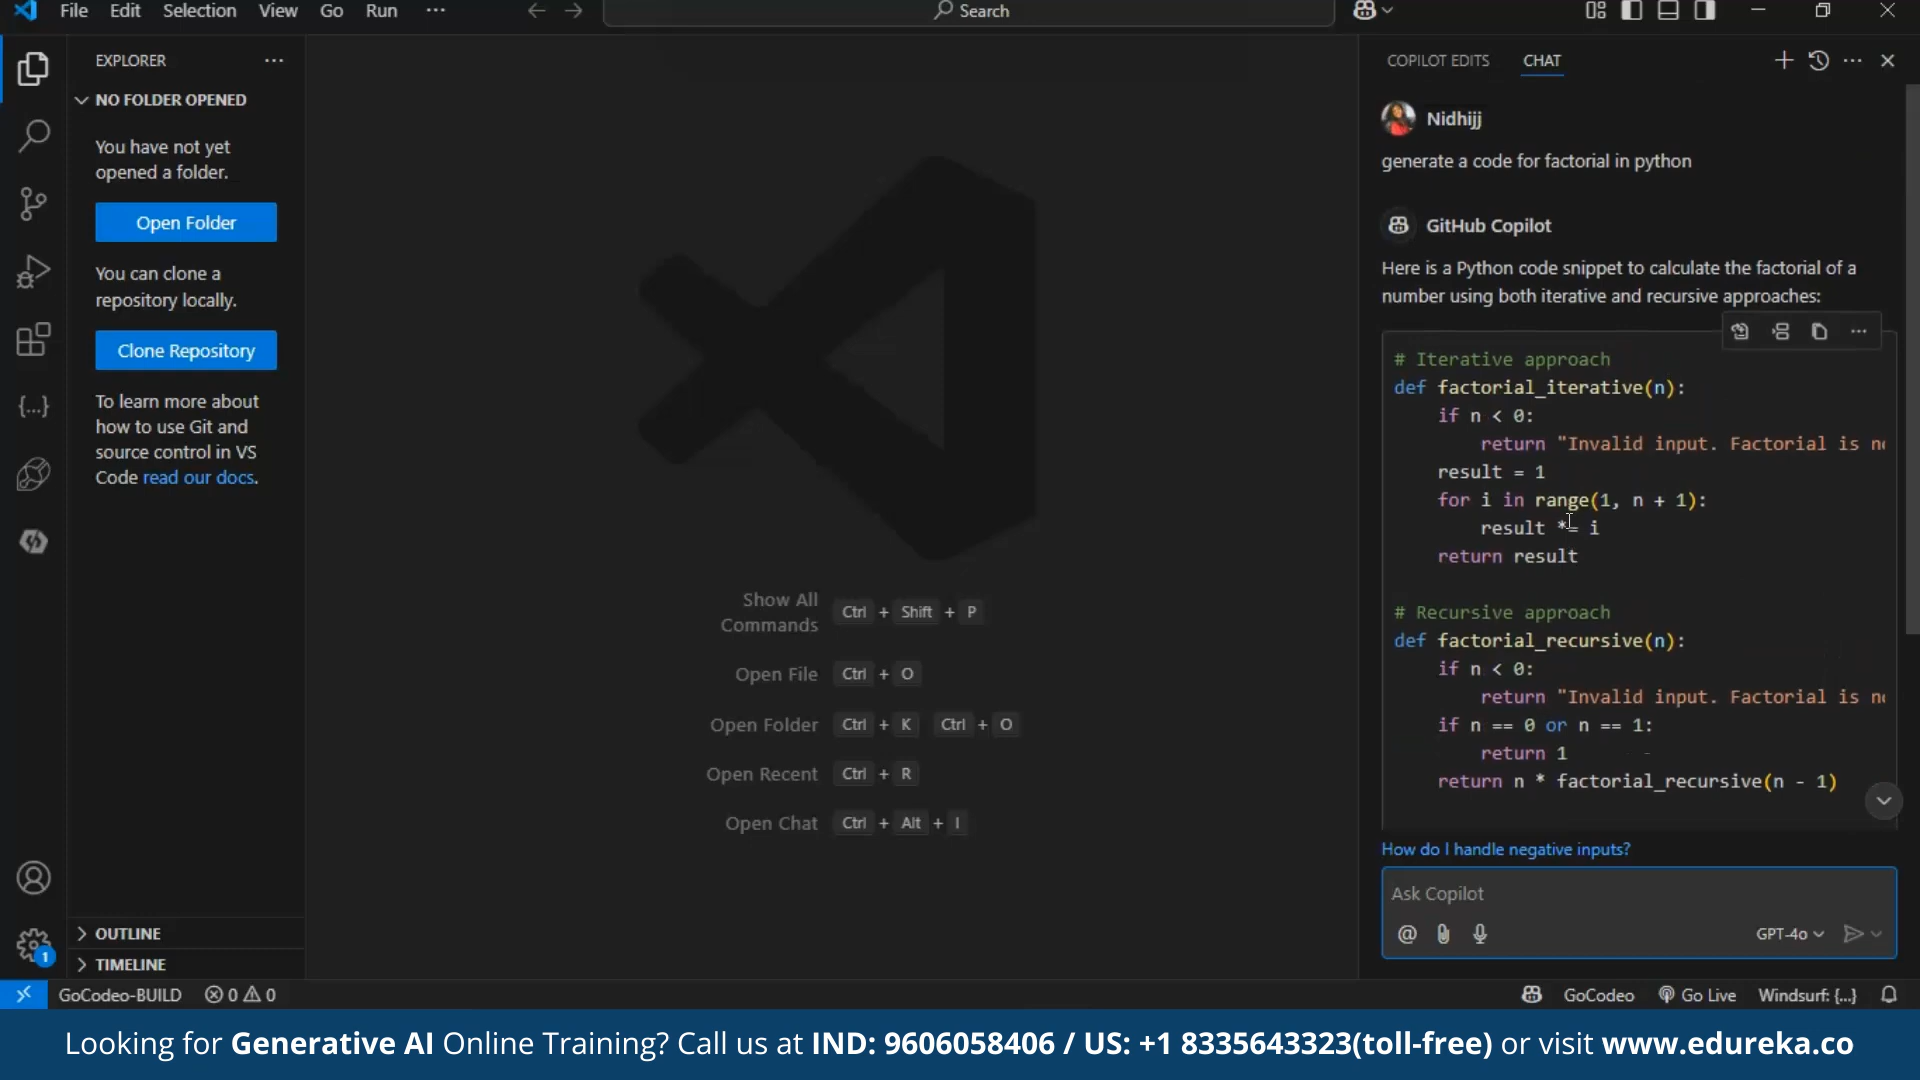 File Edit Selection View Go Run ... Search
EXPLORER
NO FOLDER OPENED
You have not yet
opened a folder.
Open Folder
You can clone a
repository locally.
Clone Repository
To learn more about
how to use Git and
source control in VS
Code read our docs.
OUTLINE
TIMELINE
Show All
Commands
Ctrl + Shift + P
Open File Ctrl + O
Open Folder Ctrl + K Ctrl + O
Open Recent Ctrl + R
Open Chat Ctrl + Alt + I
COPILOT EDITS CHAT
Nidhijj
generate a code for factorial in python
GitHub Copilot
Here is a Python code snippet to calculate the factorial of a
number using both iterative and recursive approaches:
# Iterative approach
def factorial_iterative(n):
if n < 0:
return "Invalid input. Factorial is
result = 1
for i in range(1, n + 1):
result *= i
return result
# Recursive approach
def factorial_recursive(n):
if n < 0:
return "Invalid input. Factorial is
if n == 0 or n == 1:
return 1
return n * factorial_recursive(n - 1)
How do I handle negative inputs?
Ask Copilot
@ GPT-4o
1
GoCodeo-BUILD 0 0 GoCodeo Go Live Windsurf: {...}
Looking for Generative AI Online Training? Call us at IND: 9606058406 / US: +1 8335643323(toll-free) or visit www.edureka.co